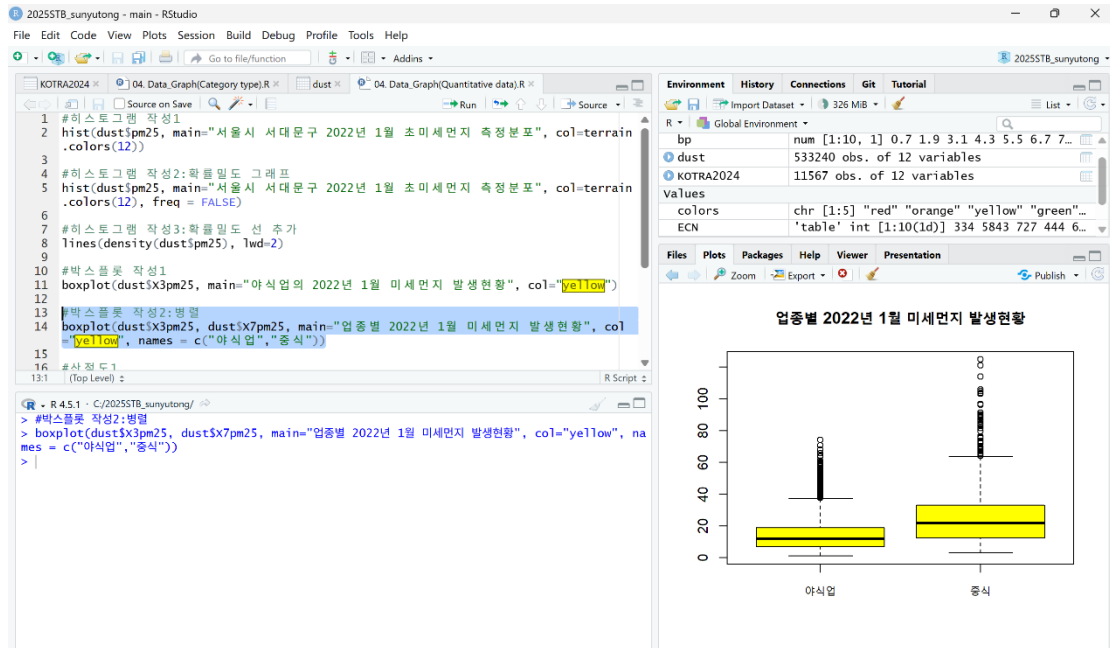 2025STB_sunyutong - main - RStudio
File Edit Code View Plots Session Build Debug Profile Tools Help
Go to file/function
Addins
2025STB_sunyutong
KOTRA2024
04. Data_Graph(Category type).R
dust
04. Data_Graph(Quantitative data).R
Source on Save
Run
Source
1 #히스토그램 작성1
2 hist(dust$pm25, main="서울시 서대문구 2022년 1월 초미세먼지 측정분포", col=terrain
.colors(12))
3
4 #히스토그램 작성2:확률밀도 그래프
5 hist(dust$pm25, main="서울시 서대문구 2022년 1월 초미세먼지 측정분포", col=terrain
.colors(12), freq = FALSE)
6
7 #히스토그램 작성3:확률밀도 선 추가
8 lines(density(dust$pm25), lwd=2)
9
10 #박스플롯 작성1
11 boxplot(dust$X3pm25, main="야식업의 2022년 1월 미세먼지 발생현황", col="yellow")
12
13 #박스플롯 작성2:병렬
14 boxplot(dust$X3pm25, dust$X7pm25, main="업종별 2022년 1월 미세먼지 발생현황", col
="yellow", names = c("야식업","중식"))
15
16 #산점도1
13:1 (Top Level) R Script
R 4.5.1 · C:/2025STB_sunyutong/
> #박스플롯 작성2:병렬
> boxplot(dust$X3pm25, dust$X7pm25, main="업종별 2022년 1월 미세먼지 발생현황", col="yellow", na
mes = c("야식업","중식"))
>
Environment History Connections Git Tutorial
Import Dataset 326 MiB List
R Global Environment
bp num [1:10, 1] 0.7 1.9 3.1 4.3 5.5 6.7 7…
dust 533240 obs. of 12 variables
KOTRA2024 11567 obs. of 12 variables
Values
colors chr [1:5] "red" "orange" "yellow" "green"…
ECN 'table' int [1:10(1d)] 334 5843 727 444 6…
Files Plots Packages Help Viewer Presentation
Zoom Export Publish
업종별 2022년 1월 미세먼지 발생현황
100
80
60
40
20
0
야식업 중식